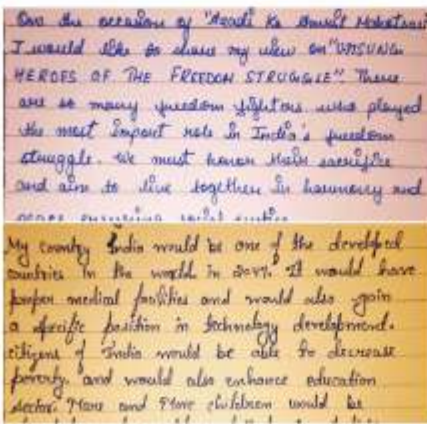 On the occasion of "Azadi Ka Amrit Mahotsav"
I would like to share my view on "UNSUNG
HEROES OF THE FREEDOM STRUGGLE". There
are so many freedom fighters who played
the most Import role in India's freedom
struggle. We must honor their sacrifice
and aim to live together in harmony and
peace ensuring social justice
My country India would be one of the developed
countries in the world in 2047. It would have
proper medical facilities and would also gain
a specific position in technology development.
citizens of India would be able to decrease
poverty. and would also enhance education
sector. More and More children would be